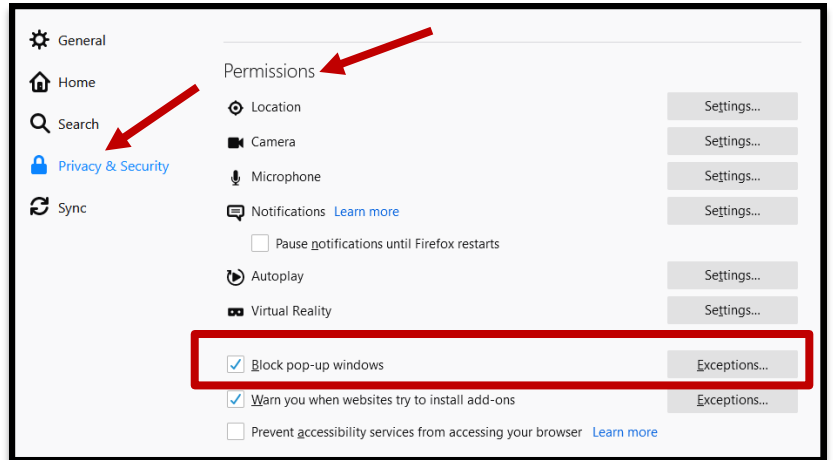 General
Home
Search
Privacy & Security
Sync
Permissions
Location Settings...
Camera Settings...
Microphone Settings...
Notifications Learn more Settings...
Pause notifications until Firefox restarts
Autoplay Settings...
Virtual Reality Settings...
Block pop-up windows Exceptions...
Warn you when websites try to install add-ons Exceptions...
Prevent accessibility services from accessing your browser Learn more